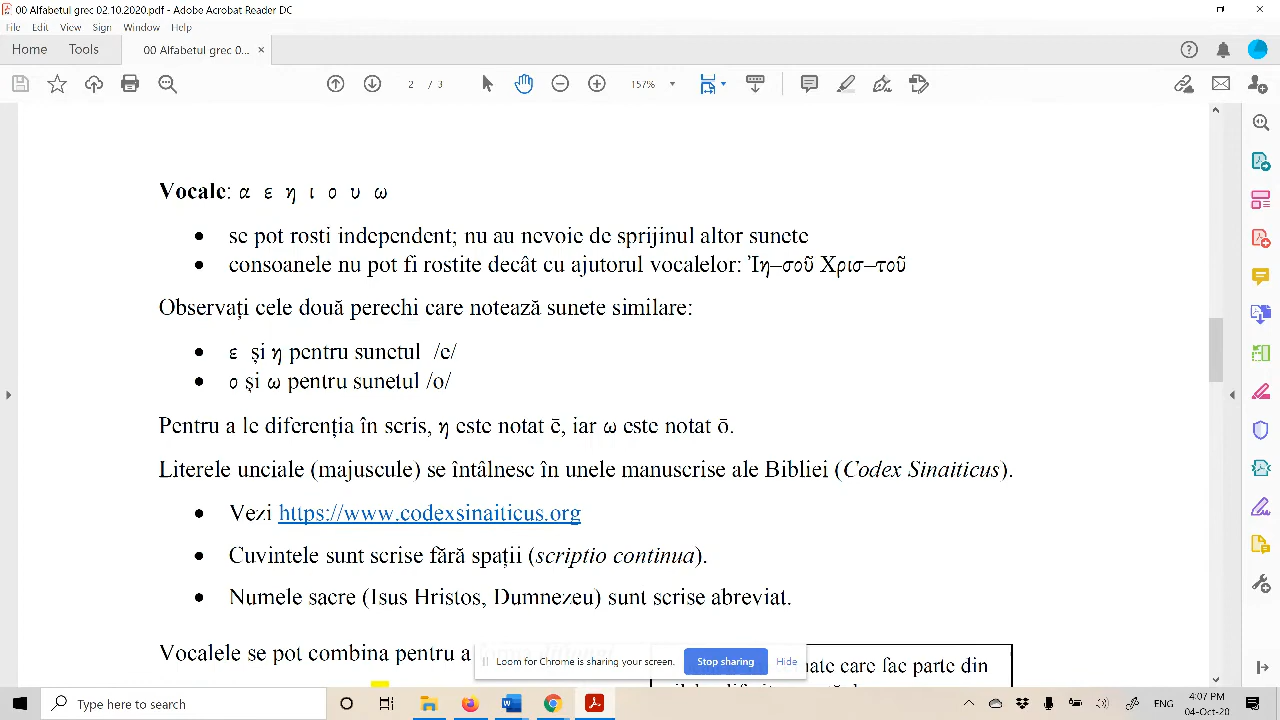 00 Alfabetul grec 02.10.2020.pdf - Adobe Acrobat Reader DC
File Edit View Sign Window Help
Home Tools 00 Alfabetul grec 0... ×
2 / 3 157%
Vocale: α ε η ι ο υ ω
• se pot rosti independent; nu au nevoie de sprijinul altor sunete
• consoanele nu pot fi rostite decât cu ajutorul vocalelor: Ἰη–σοῦ Χρισ–τοῦ
Observați cele două perechi care notează sunete similare:
• ε și η pentru sunetul /e/
• ο și ω pentru sunetul /o/
Pentru a le diferenția în scris, η este notat ē, iar ω este notat ō.
Literele unciale (majuscule) se întâlnesc în unele manuscrise ale Bibliei (Codex Sinaiticus).
• Vezi https://www.codexsinaiticus.org
• Cuvintele sunt scrise fără spații (scriptio continua).
• Numele sacre (Isus Hristos, Dumnezeu) sunt scrise abreviat.
Vocalele se pot combina pentru a
care fac parte din
Loom for Chrome is sharing your screen. Stop sharing Hide
Type here to search
ENG 4:07 PM
04-Oct-20